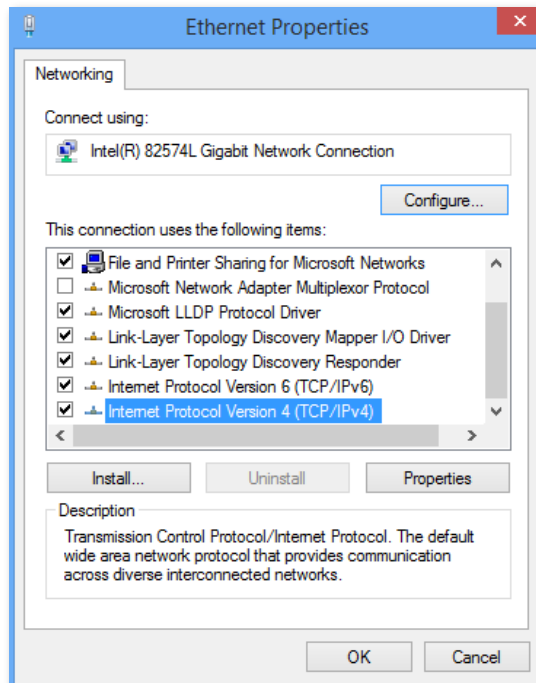 Ethernet Properties
Networking
Connect using:
Intel(R) 82574L Gigabit Network Connection
Configure...
This connection uses the following items:
File and Printer Sharing for Microsoft Networks
Microsoft Network Adapter Multiplexor Protocol
Microsoft LLDP Protocol Driver
Link-Layer Topology Discovery Mapper I/O Driver
Link-Layer Topology Discovery Responder
Internet Protocol Version 6 (TCP/IPv6)
Internet Protocol Version 4 (TCP/IPv4)
Install... Uninstall Properties
Description
Transmission Control Protocol/Internet Protocol. The default
wide area network protocol that provides communication
across diverse interconnected networks.
OK Cancel